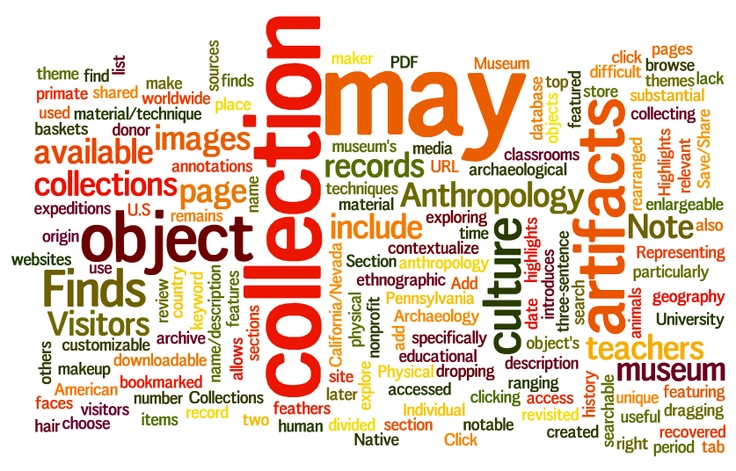 theme find list
primate shared make
used material/technique worldwide
baskets donor place
sources finds
available images
annotations
collections page
name
expeditions U.S remains
origin object
websites use
Finds review country keyword name/description features
Visitors
customizable archive allows sections
others downloadable
makeup bookmarked
American number Collections
faces visitors items record two
hair choose
collection
feathers
human divided section
maker PDF Museum
may
museum's media
records URL classrooms
archaeological
techniques Anthropology
material
include exploring time
contextualize
California/Nevada Section anthropology
physical ethnographic Add
nonprofit Pennsylvania
add Archaeology
specifically
educational
site Physical dropping
later explore accessed
Individual
Native Click notable
culture
date highlights introduces three-sentence search
object's
description
ranging
clicking access
revisited
created history searchable
database objects top featured
click pages
difficult browse
store themes lack
substantial
collecting
artifacts
rearranged Highlights relevant Save/Share
enlargeable
Note also
Representing
particularly
animals geography
University
teachers
museum
unique featuring
useful dragging
recovered
right period tab